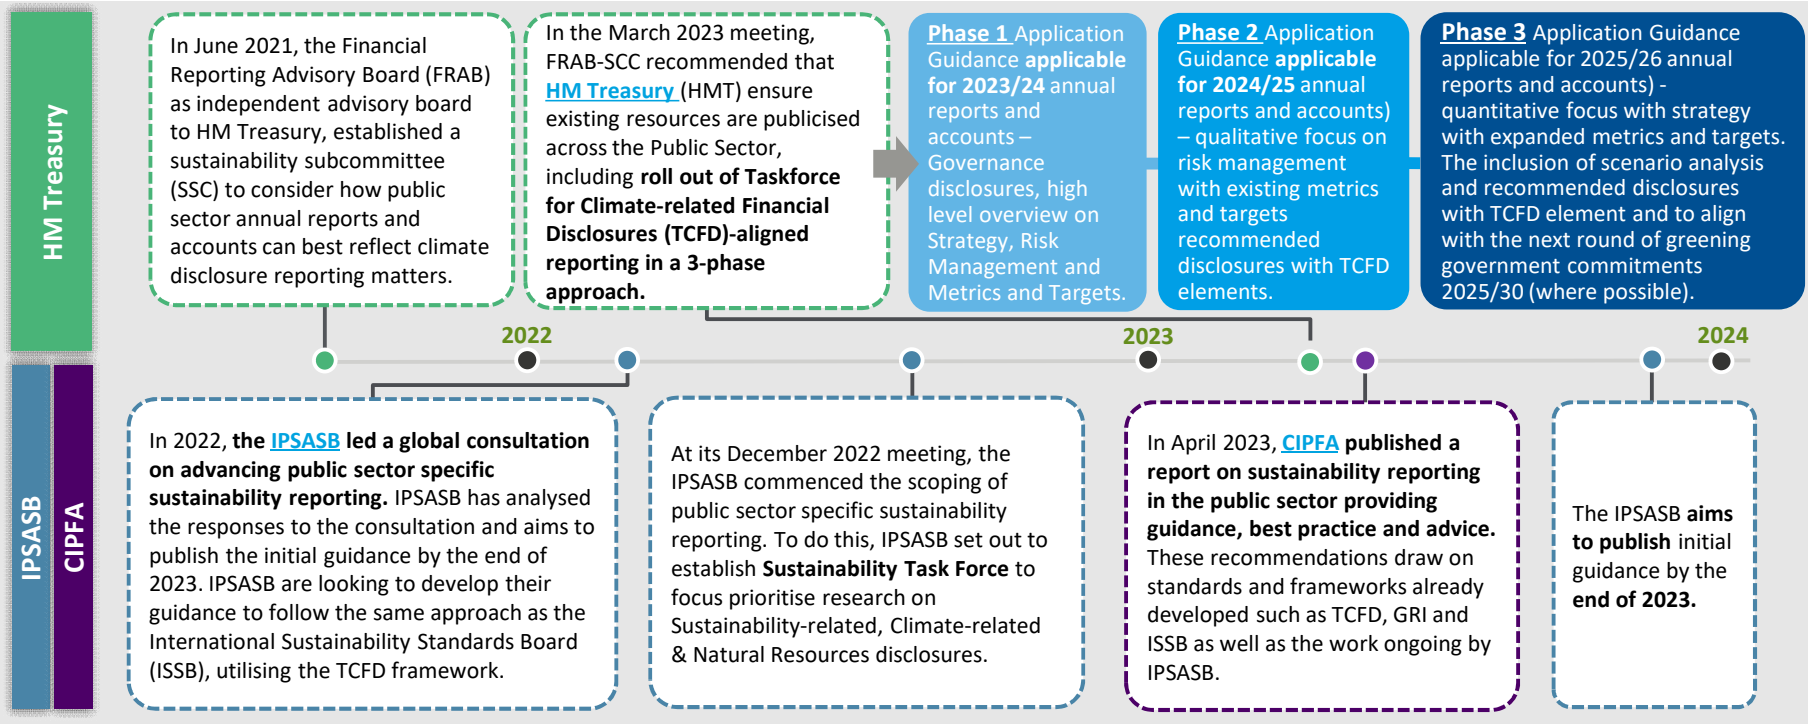 HM Treasury
In June 2021, the Financial
Reporting Advisory Board (FRAB)
as independent advisory board
to HM Treasury, established a
sustainability subcommittee
(SSC) to consider how public
sector annual reports and
accounts can best reflect climate
disclosure reporting matters.
In the March 2023 meeting,
FRAB-SCC recommended that
HM Treasury (HMT) ensure
existing resources are publicised
across the Public Sector,
including roll out of Taskforce
for Climate-related Financial
Disclosures (TCFD)-aligned
reporting in a 3-phase
approach.
Phase 1 Application
Guidance applicable
for 2023/24 annual
reports and
accounts –
Governance
disclosures, high
level overview on
Strategy, Risk
Management and
Metrics and Targets.
Phase 2 Application
Guidance applicable
for 2024/25 annual
reports and accounts)
– qualitative focus on
risk management
with existing metrics
and targets
recommended
disclosures with TCFD
elements.
Phase 3 Application Guidance
applicable for 2025/26 annual
reports and accounts) -
quantitative focus with strategy
with expanded metrics and targets.
The inclusion of scenario analysis
and recommended disclosures
with TCFD element and to align
with the next round of greening
government commitments
2025/30 (where possible).
2022
2023
2024
IPSASB
CIPFA
In 2022, the IPSASB led a global consultation
on advancing public sector specific
sustainability reporting. IPSASB has analysed
the responses to the consultation and aims to
publish the initial guidance by the end of
2023. IPSASB are looking to develop their
guidance to follow the same approach as the
International Sustainability Standards Board
(ISSB), utilising the TCFD framework.
At its December 2022 meeting, the
IPSASB commenced the scoping of
public sector specific sustainability
reporting. To do this, IPSASB set out to
establish Sustainability Task Force to
focus prioritise research on
Sustainability-related, Climate-related
& Natural Resources disclosures.
In April 2023, CIPFA published a
report on sustainability reporting
in the public sector providing
guidance, best practice and advice.
These recommendations draw on
standards and frameworks already
developed such as TCFD, GRI and
ISSB as well as the work ongoing by
IPSASB.
The IPSASB aims
to publish initial
guidance by the
end of 2023.